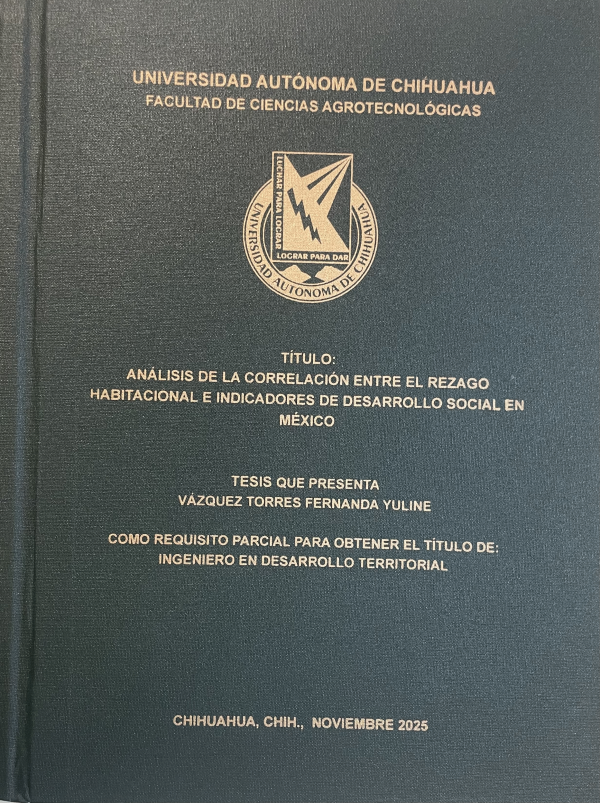 UNIVERSIDAD AUTÓNOMA DE CHIHUAHUA
FACULTAD DE CIENCIAS AGROTECNOLÓGICAS
LUCHAR PARA LOGRAR
LOGRAR PARA DAR
UNIVERSIDAD AUTONOMA DE CHIHUAHUA
TÍTULO:
ANÁLISIS DE LA CORRELACIÓN ENTRE EL REZAGO
HABITACIONAL E INDICADORES DE DESARROLLO SOCIAL EN
MÉXICO
TESIS QUE PRESENTA
VÁZQUEZ TORRES FERNANDA YULINE
COMO REQUISITO PARCIAL PARA OBTENER EL TÍTULO DE:
INGENIERO EN DESARROLLO TERRITORIAL
CHIHUAHUA, CHIH., NOVIEMBRE 2025